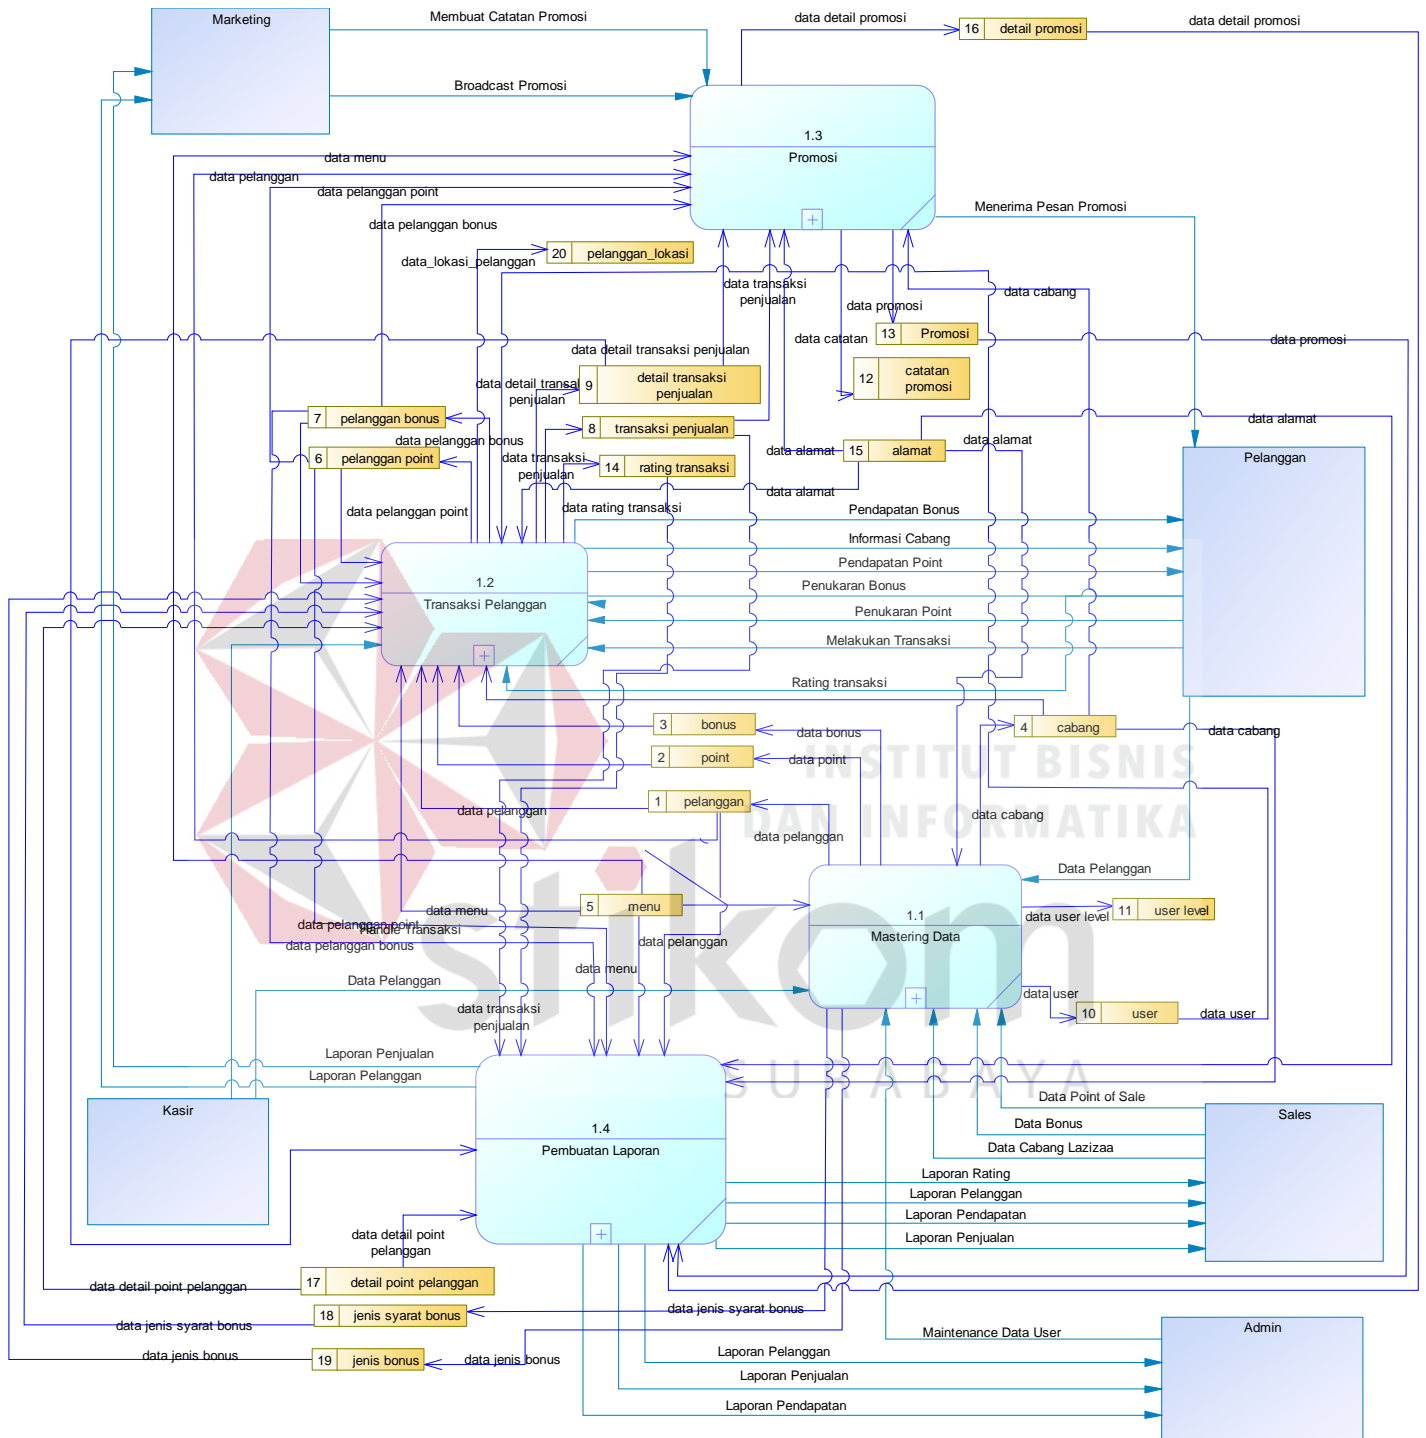 Marketing
Membuat Catatan Promosi
data detail promosi
16 detail promosi
data detail promosi
Broadcast Promosi
1.3
Promosi
data menu
data pelanggan
data pelanggan point
data pelanggan bonus
Menerima Pesan Promosi
20 pelanggan_lokasi
data_lokasi_pelanggan
data transaksi
penjualan
data cabang
data promosi
13 Promosi
data promosi
data catatan
data detail transaksi penjualan
9 detail transaksi
penjualan
12 catatan
promosi
data detail transal
penjualan
7 pelanggan bonus
8 transaksi penjualan
data alamat
data pelanggan bonus
data alamat
15 alamat
data alamat
6 pelanggan point
data transaksi
penjualan
14 rating transaksi
Pelanggan
data alamat
data pelanggan point
data rating transaksi
Pendapatan Bonus
Informasi Cabang
Pendapatan Point
1.2
Transaksi Pelanggan
Penukaran Bonus
Penukaran Point
Melakukan Transaksi
Rating transaksi
3 bonus
data bonus
4 cabang
data cabang
2 point
data point
INSTITUT BISNIS
1 pelanggan
data pelanggan
data pelanggan
data cabang
DAN INFORMATIKA
Data Pelanggan
5 menu
data menu
1.1
Mastering Data
data user level
11 user level
data pelanggan point
Handle Transaksi
data pelanggan bonus
data pelanggan
stikom
data menu
Data Pelanggan
data user
10 user
data user
data transaksi
penjualan
SURABAYA
Laporan Penjualan
Laporan Pelanggan
Kasir
1.4
Pembuatan Laporan
Data Point of Sale
Sales
Data Bonus
Data Cabang Lazizaa
Laporan Rating
Laporan Pelanggan
Laporan Pendapatan
Laporan Penjualan
data detail point
pelanggan
17 detail point pelanggan
data detail point pelanggan
18 jenis syarat bonus
data jenis syarat bonus
data jenis syarat bonus
19 jenis bonus
data jenis bonus
data jenis bonus
Maintenance Data User
Admin
Laporan Pelanggan
Laporan Penjualan
Laporan Pendapatan